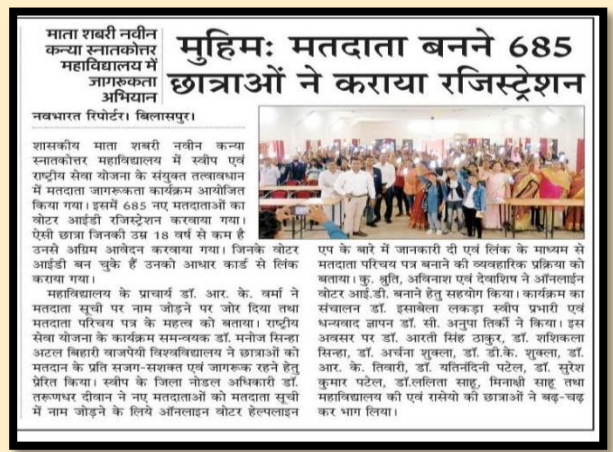 माता शबरी नवीन
कन्या स्नातकोत्तर
महाविद्यालय में
जागरूकता
अभियान
मुहिम: मतदाता बनने 685
छात्राओं ने कराया रजिस्ट्रेशन
नवभारत रिपोर्टर। बिलासपुर।
शासकीय माता शबरी नवीन कन्या
स्नातकोत्तर महाविद्यालय में स्वीप एवं
राष्ट्रीय सेवा योजना के संयुक्त तत्वावधान
में मतदाता जागरूकता कार्यक्रम आयोजित
किया गया। इसमें 685 नए मतदाताओं का
वोटर आईडी रजिस्ट्रेशन करवाया गया।
ऐसी छात्रा जिनकी उम्र 18 वर्ष से कम है
उनसे अग्रिम आवेदन करवाया गया। जिनके वोटर
आईडी बन चुके हैं उनको आधार कार्ड से लिंक
कराया गया।
महाविद्यालय के प्राचार्य डॉ. आर. के. वर्मा ने
मतदाता सूची पर नाम जोड़ने पर जोर दिया तथा
मतदाता परिचय पत्र के महत्व को बताया। राष्ट्रीय
सेवा योजना के कार्यक्रम समन्वयक डॉ. मनोज सिन्हा
अटल बिहारी वाजपेयी विश्वविद्यालय ने छात्राओं को
मतदान के प्रति सजग-सशक्त एवं जागरूक रहने हेतु
प्रेरित किया। स्वीप के जिला नोडल अधिकारी डॉ.
तरूणधर दीवान ने नए मतदाताओं को मतदाता सूची
में नाम जोड़ने के लिये ऑनलाइन वोटर हेल्पलाइन
एप के बारे में जानकारी दी एवं लिंक के माध्यम से
मतदाता परिचय पत्र बनाने की व्यवहारिक प्रक्रिया को
बताया। कु. श्रुति, अविनाश एवं देवाशिष ने ऑनलॉईन
वोटर आई.डी. बनाने हेतु सहयोग किया। कार्यक्रम का
संचालन डॉ. इसाबेला लकड़ा स्वीप प्रभारी एवं
धन्यवाद ज्ञापन डॉ. सी. अनुपा तिर्की ने किया। इस
अवसर पर डॉ. आरती सिंह ठाकुर, डॉ. शशिकला
सिन्हा, डॉ. अर्चना शुक्ला, डॉ. डी.के. शुक्ला, डॉ.
आर. के. तिवारी, डॉ. यतिनंदिनी पटेल, डॉ. सुरेश
कुमार पटेल, डॉ.ललिता साहू, मिनाक्षी साहू तथा
महाविद्यालय की एवं रासेयो की छात्राओं ने बढ़-चढ़
कर भाग लिया।